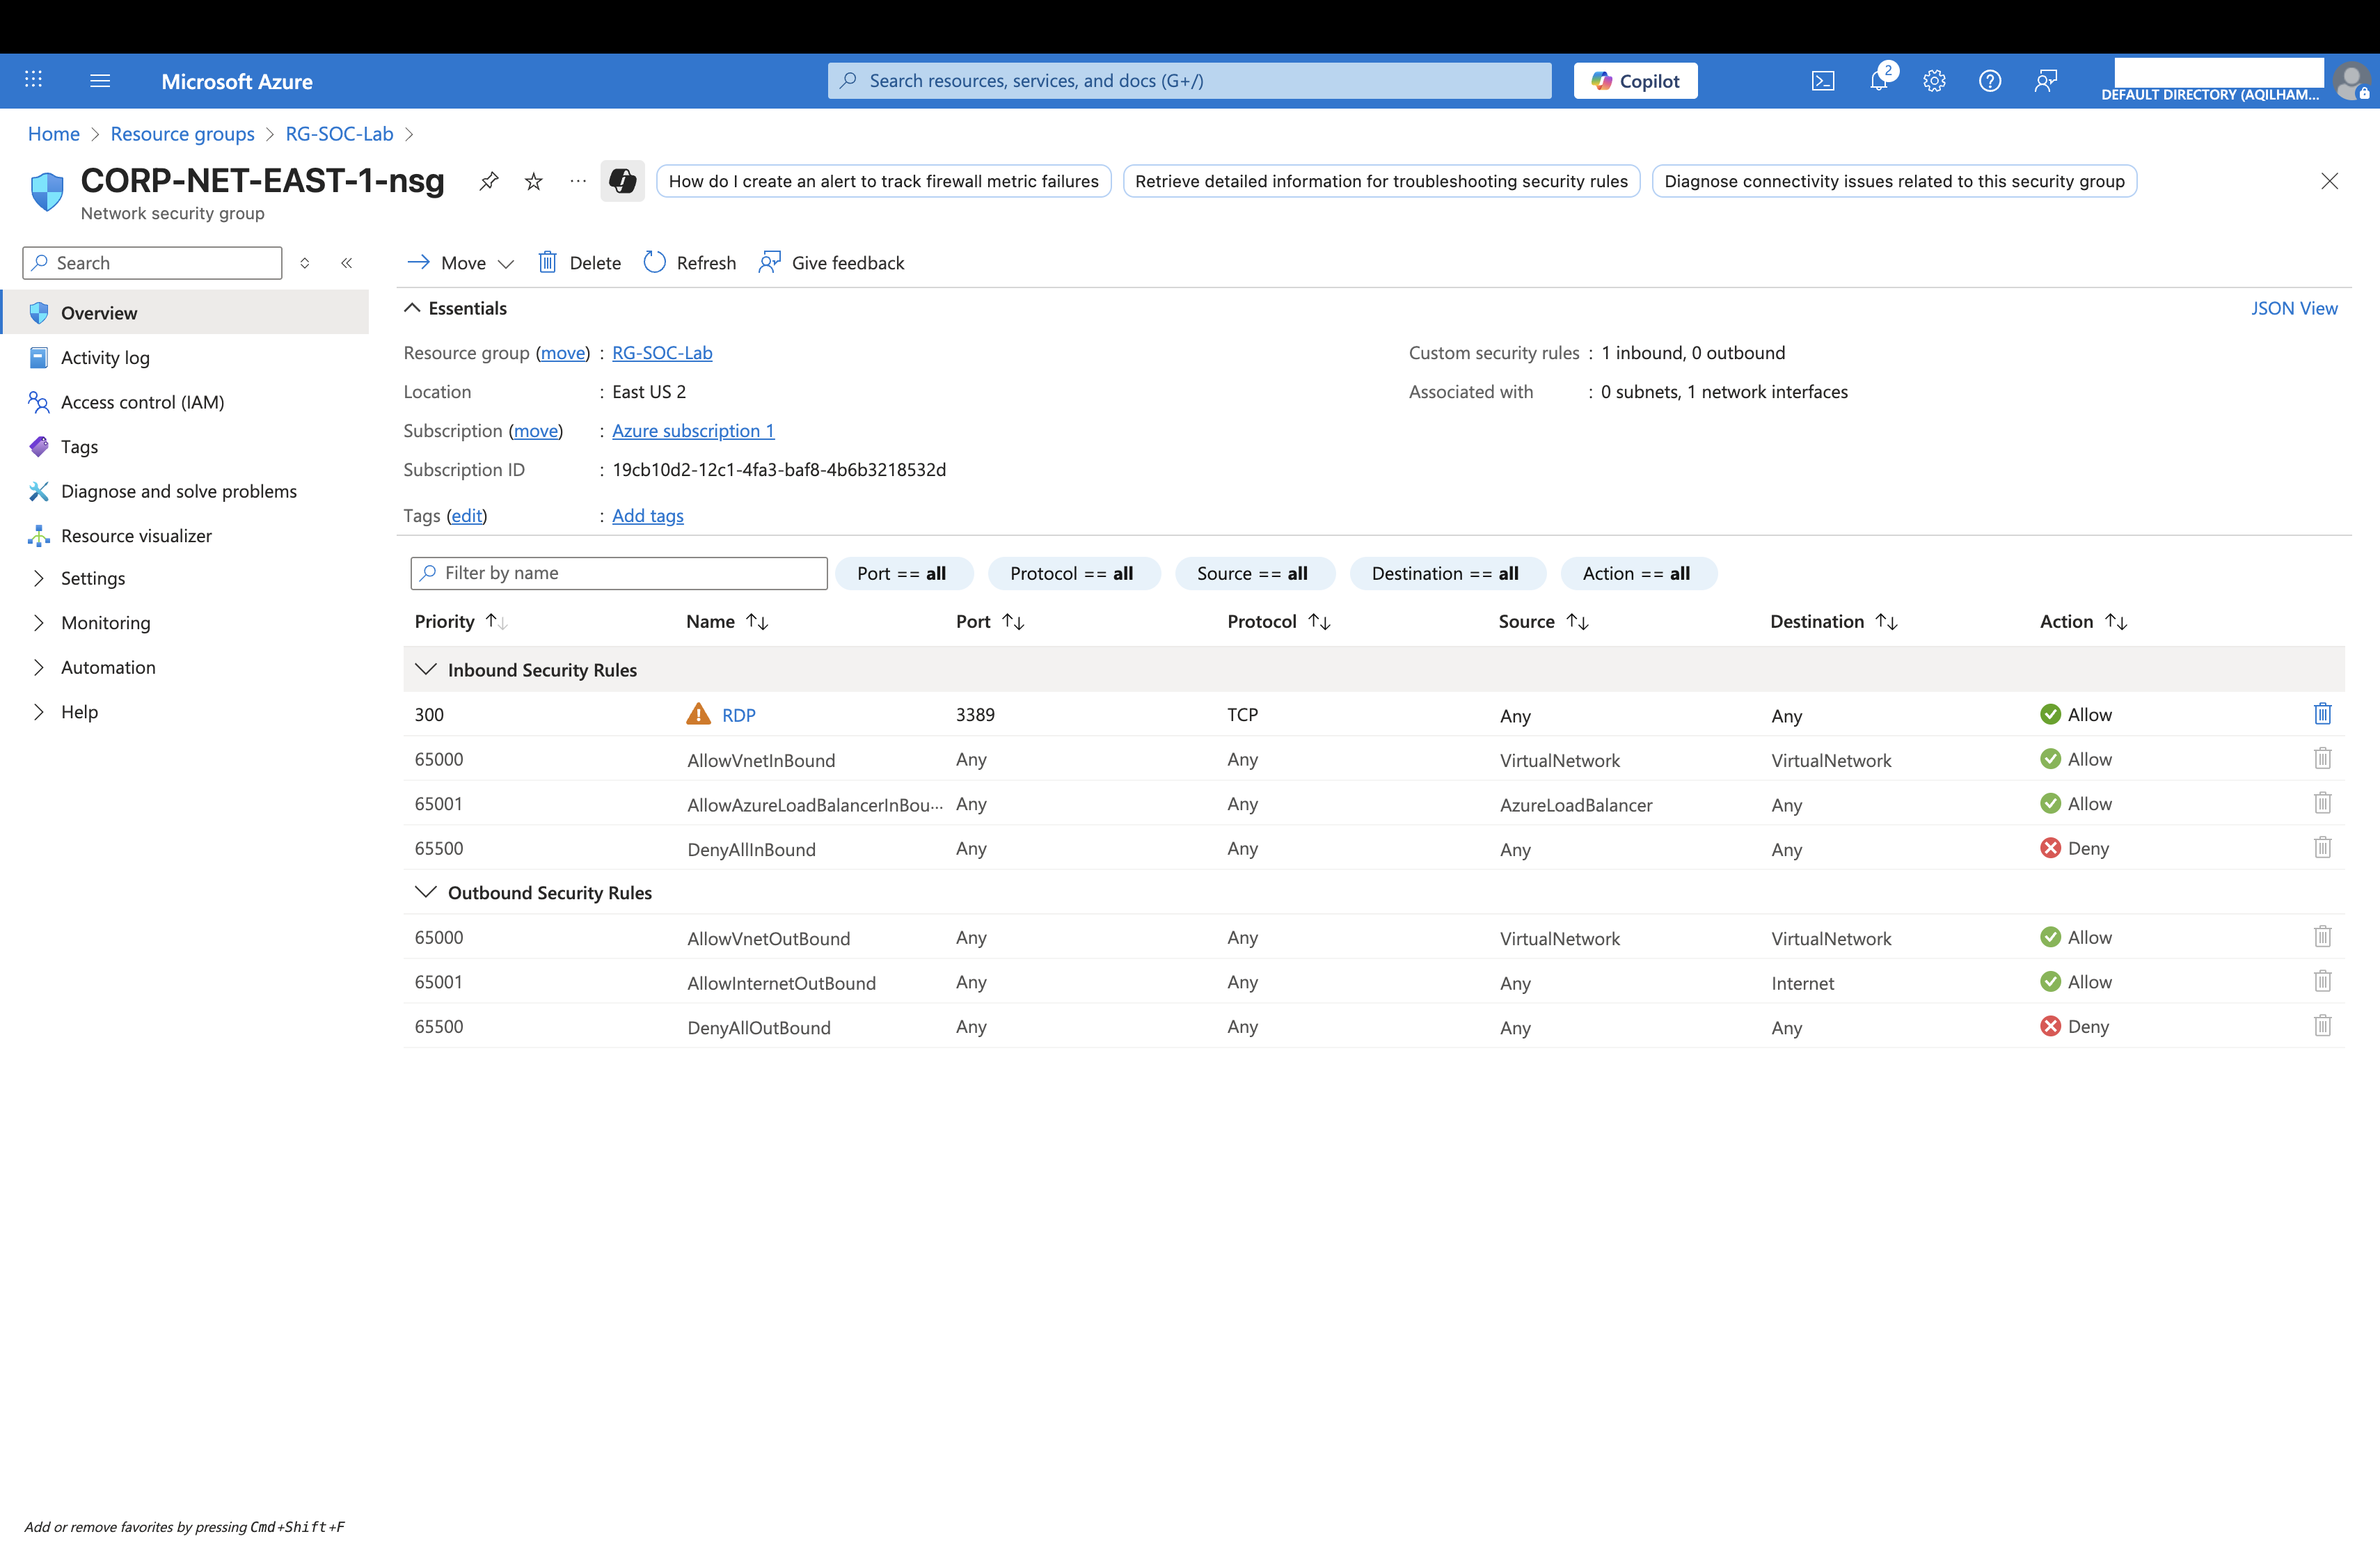 Microsoft Azure
Search resources, services, and docs (G+/)
Copilot
2
DEFAULT DIRECTORY (AQILHAM...
Home > Resource groups > RG-SOC-Lab >
CORP-NET-EAST-1-nsg
Network security group
How do I create an alert to track firewall metric failures
Retrieve detailed information for troubleshooting security rules
Diagnose connectivity issues related to this security group
Search
Overview
Activity log
Access control (IAM)
Tags
Diagnose and solve problems
Resource visualizer
Settings
Monitoring
Automation
Help
Move Delete Refresh Give feedback
Essentials JSON View
Resource group (move) : RG-SOC-Lab
Location : East US 2
Subscription (move) : Azure subscription 1
Subscription ID : 19cb10d2-12c1-4fa3-baf8-4b6b3218532d
Tags (edit) : Add tags
Custom security rules : 1 inbound, 0 outbound
Associated with : 0 subnets, 1 network interfaces
Filter by name Port == all Protocol == all Source == all Destination == all Action == all
Priority Name Port Protocol Source Destination Action
Inbound Security Rules
300 RDP 3389 TCP Any Any Allow
65000 AllowVnetInBound Any Any VirtualNetwork VirtualNetwork Allow
65001 AllowAzureLoadBalancerInBou... Any Any AzureLoadBalancer Any Allow
65500 DenyAllInBound Any Any Any Any Deny
Outbound Security Rules
65000 AllowVnetOutBound Any Any VirtualNetwork VirtualNetwork Allow
65001 AllowInternetOutBound Any Any Any Internet Allow
65500 DenyAllOutBound Any Any Any Any Deny
Add or remove favorites by pressing Cmd+Shift+F